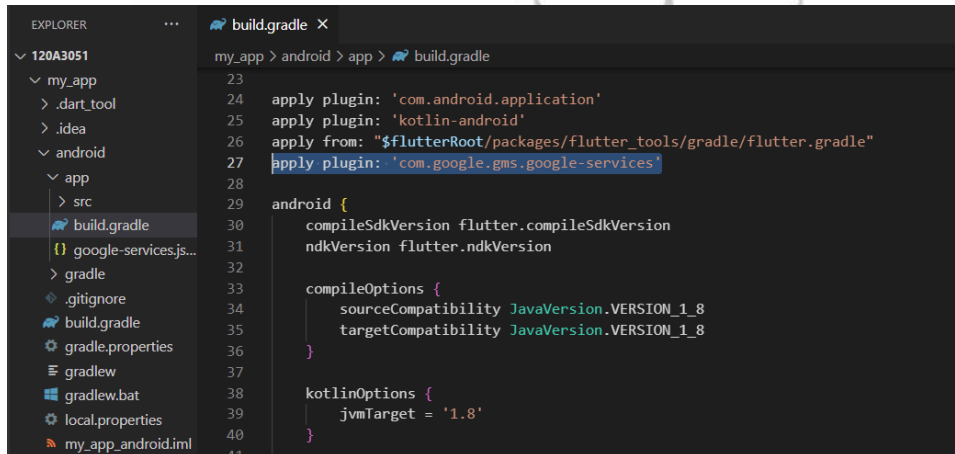 EXPLORER
···
build.gradle
120A3051
my_app > android > app > build.gradle
my_app
.dart_tool
.idea
android
app
src
build.gradle
google-services.js...
gradle
.gitignore
build.gradle
gradle.properties
gradlew
gradlew.bat
local.properties
my_app_android.iml
23
24 apply plugin: 'com.android.application'
25 apply plugin: 'kotlin-android'
26 apply from: "$flutterRoot/packages/flutter_tools/gradle/flutter.gradle"
27 apply plugin: 'com.google.gms.google-services'
28
29 android {
30 compileSdkVersion flutter.compileSdkVersion
31 ndkVersion flutter.ndkVersion
32
33 compileOptions {
34 sourceCompatibility JavaVersion.VERSION_1_8
35 targetCompatibility JavaVersion.VERSION_1_8
36 }
37
38 kotlinOptions {
39 jvmTarget = '1.8'
40 }